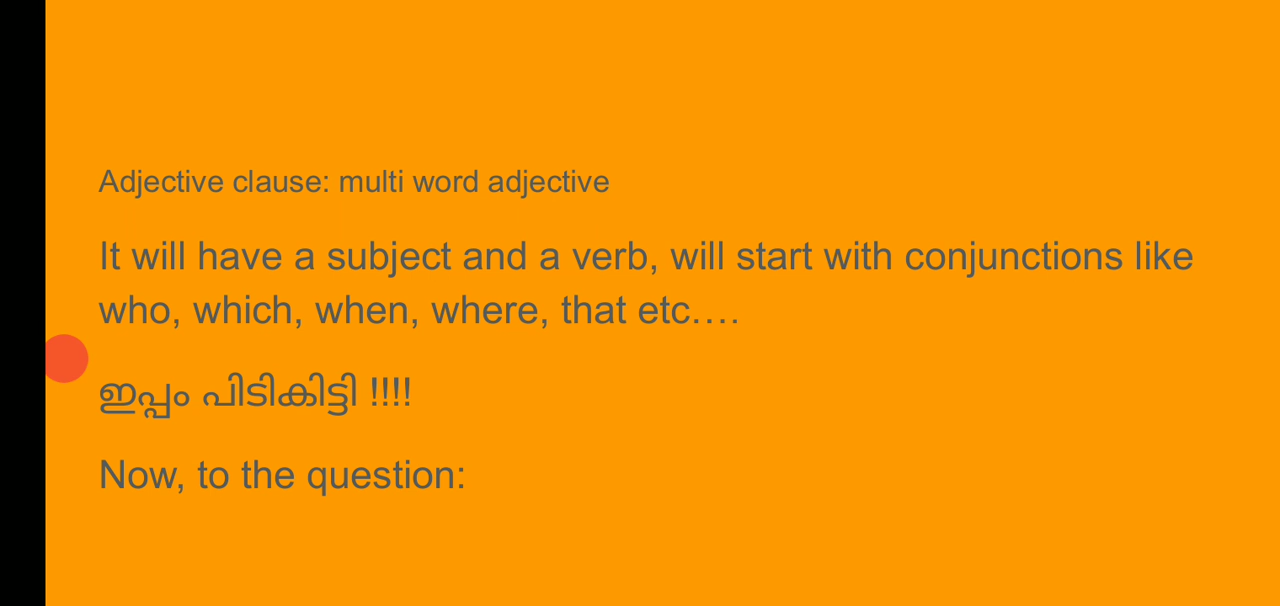 Adjective clause: multi word adjective
It will have a subject and a verb, will start with conjunctions like
who, which, when, where, that etc….
ഇപ്പം പിടികിട്ടി !!!!
Now, to the question: